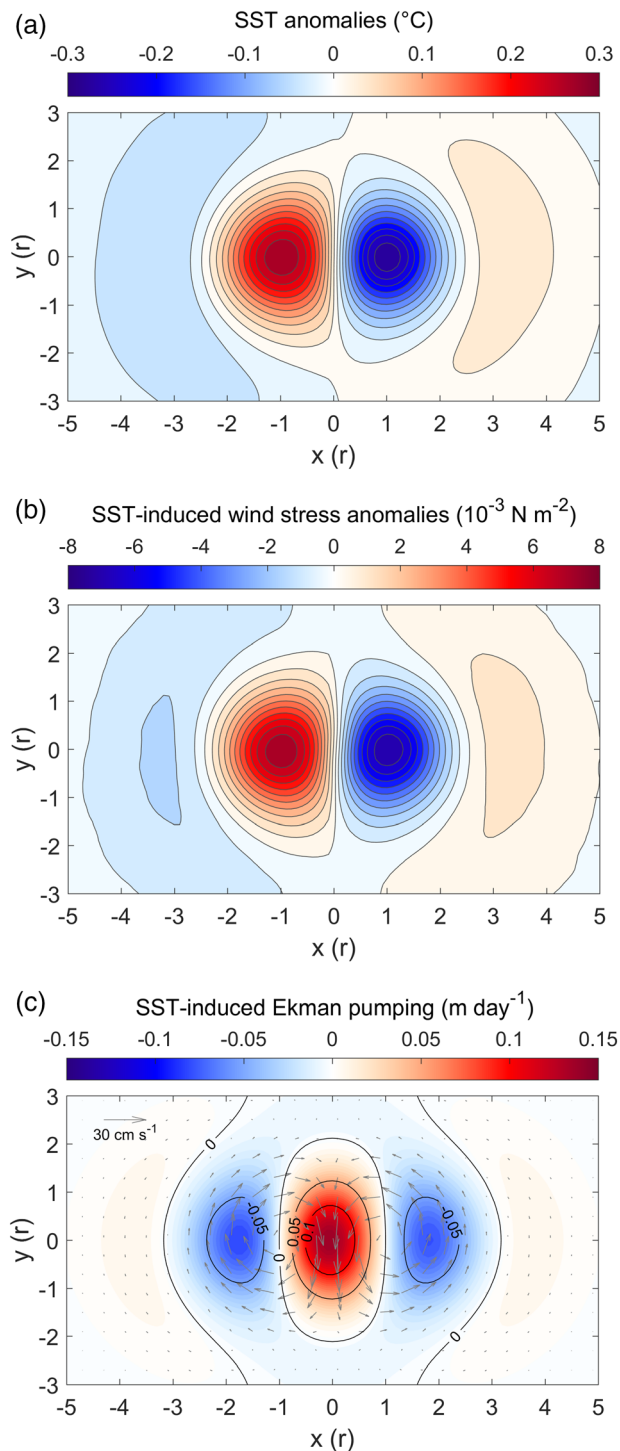 (a)
SST anomalies (°C)
-0.3 -0.2 -0.1 0 0.1 0.2 0.3
3
2
1
0
-1
-2
-3
y (r)
-5 -4 -3 -2 -1 0 1 2 3 4 5
x (r)
(b)
SST-induced wind stress anomalies (10⁻³ N m⁻²)
-8 -6 -4 -2 0 2 4 6 8
3
2
1
0
-1
-2
-3
y (r)
-5 -4 -3 -2 -1 0 1 2 3 4 5
x (r)
(c)
SST-induced Ekman pumping (m day⁻¹)
-0.15 -0.1 -0.05 0 0.05 0.1 0.15
3
2
1
0
-1
-2
-3
y (r)
30 cm s⁻¹
0
-0.05
0
0.05
0.1
-0.05
0
-5 -4 -3 -2 -1 0 1 2 3 4 5
x (r)